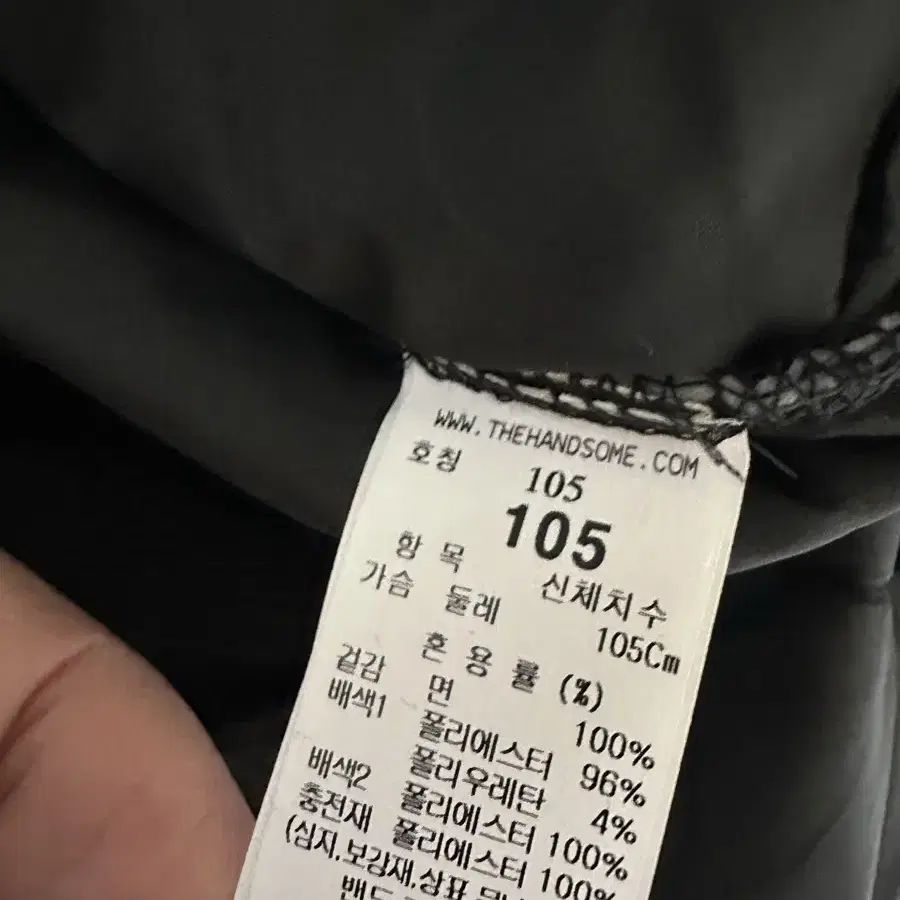 WWW.THEHANDSOME.COM
호칭 105
105
항 목 신체치수
가슴 둘레 105Cm
혼 용 률 (%)
겉감 면 100%
배색1 폴리에스터 96%
폴리우레탄 4%
배색2 폴리에스터 100%
충전재 폴리에스터 100%
(심지.보강재.상표